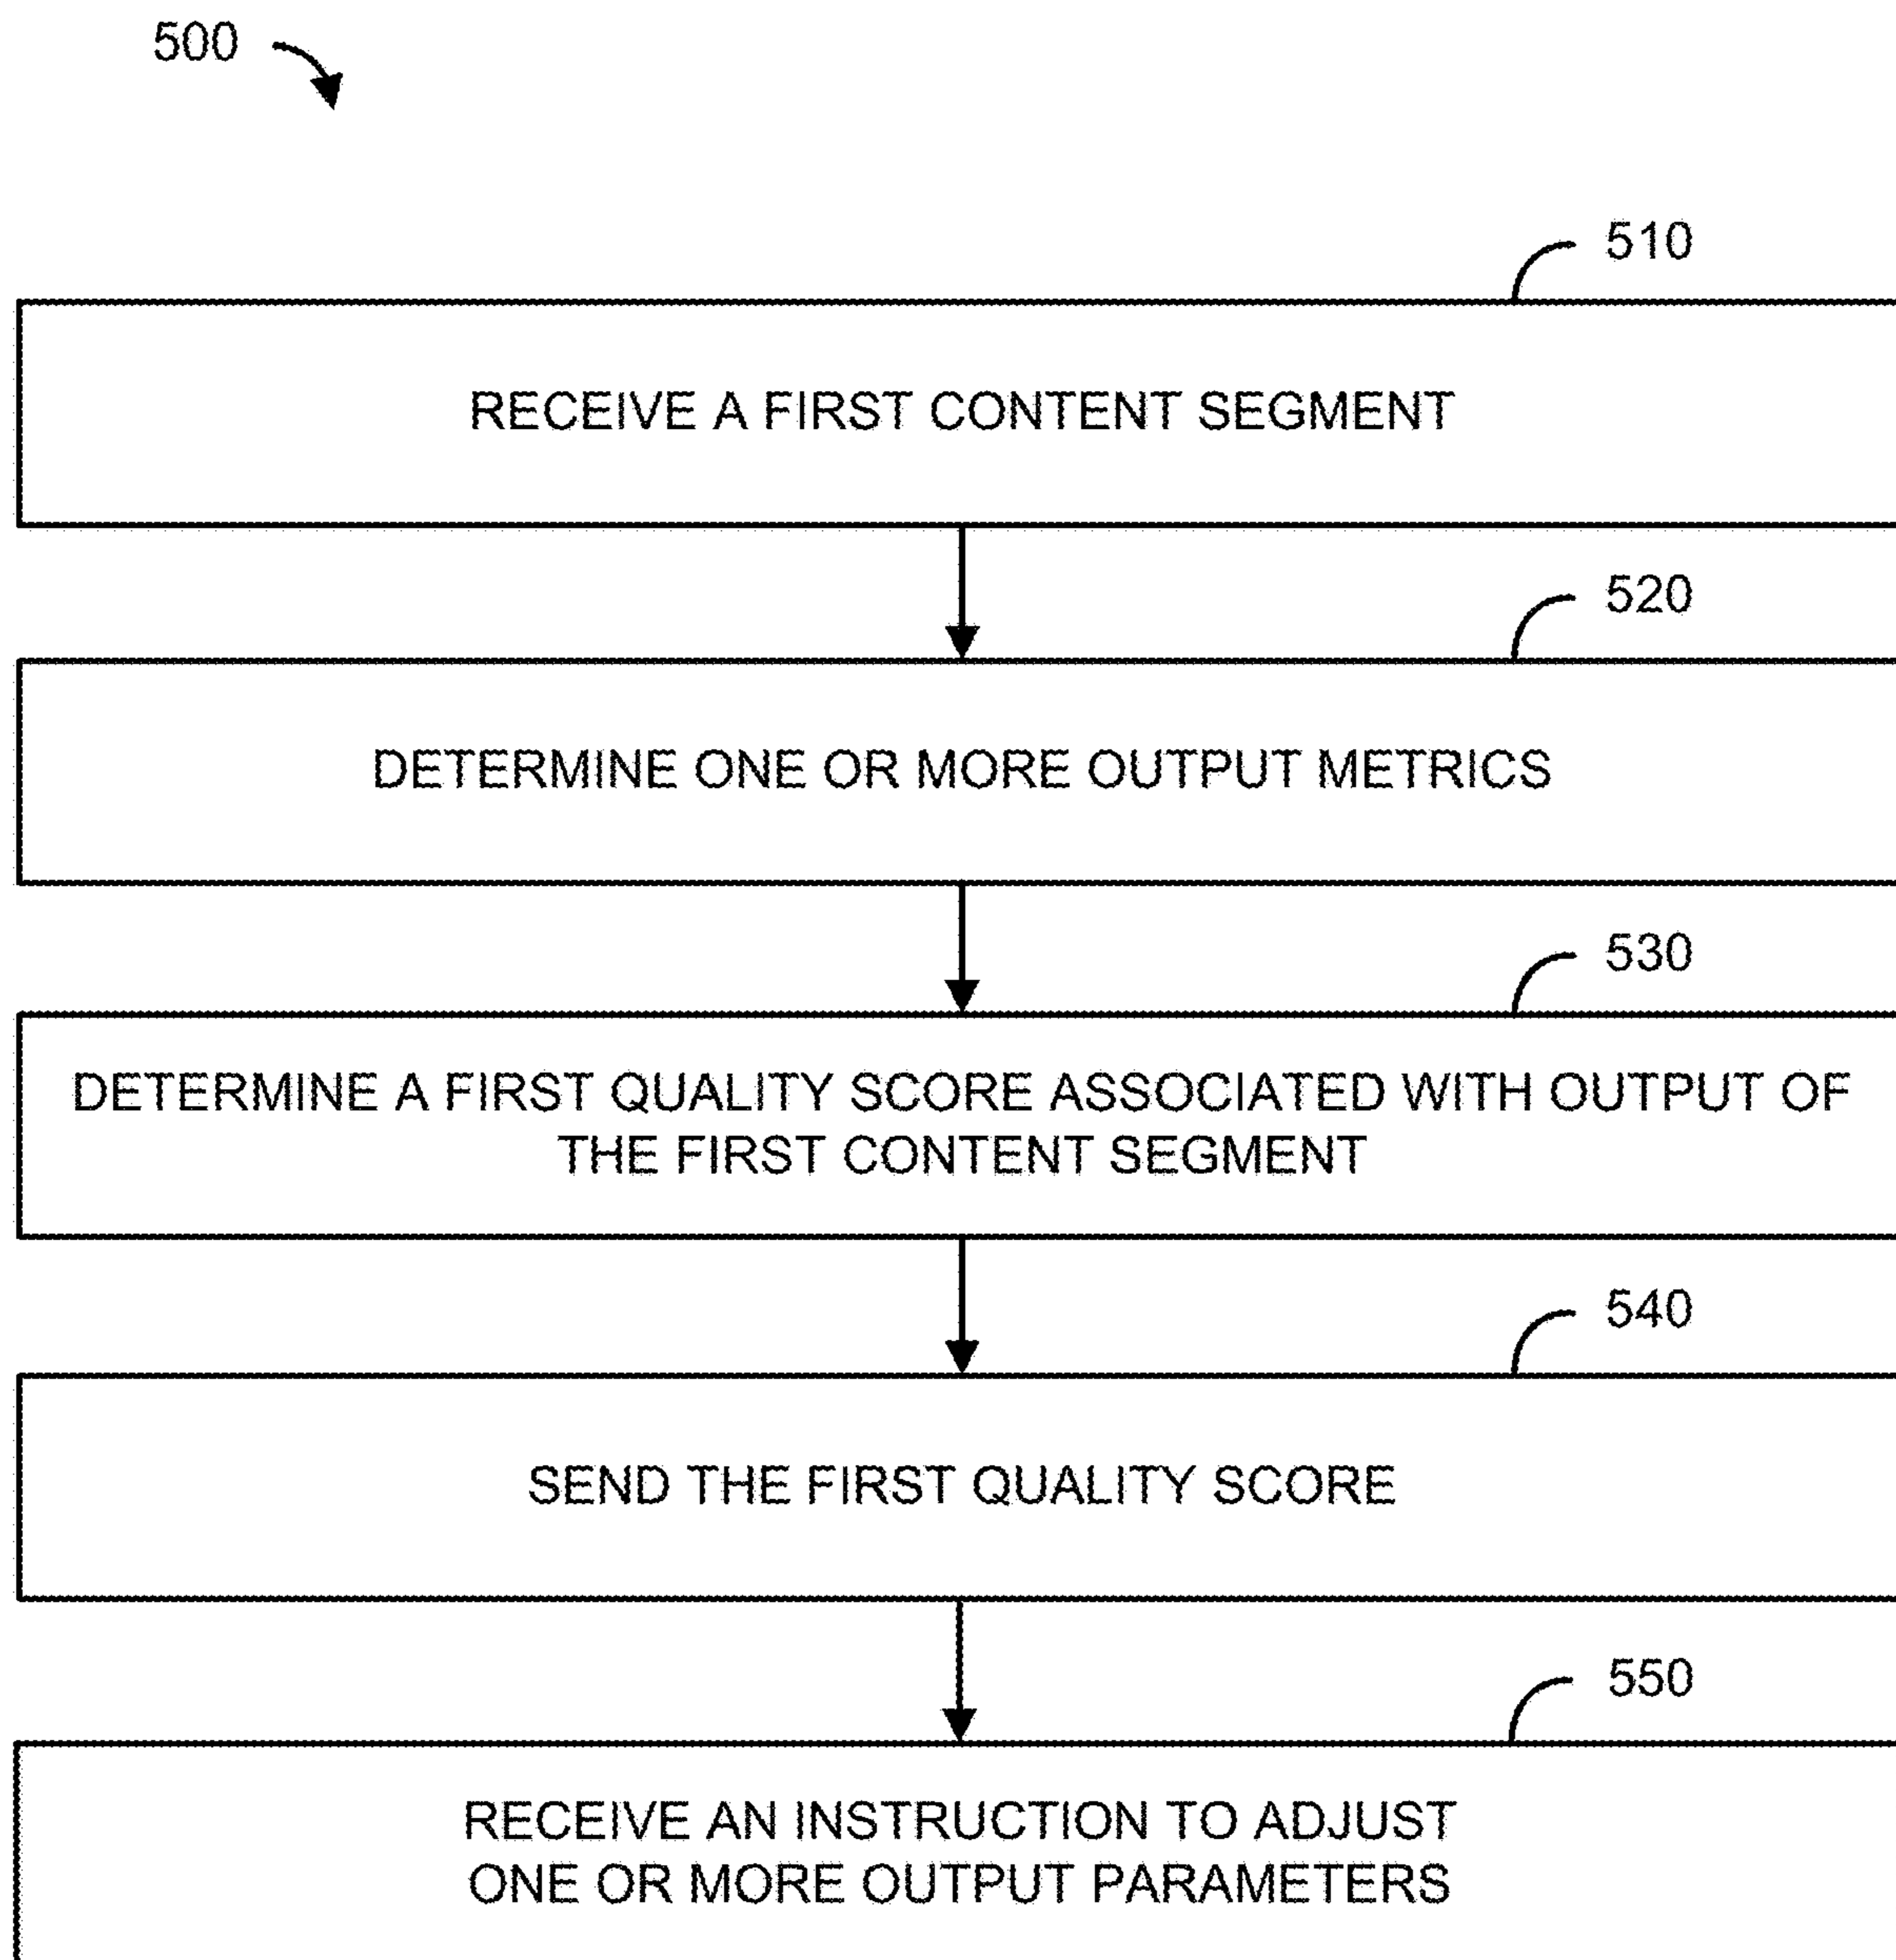 500
510
RECEIVE A FIRST CONTENT SEGMENT
520
DETERMINE ONE OR MORE OUTPUT METRICS
530
DETERMINE A FIRST QUALITY SCORE ASSOCIATED WITH OUTPUT OF
THE FIRST CONTENT SEGMENT
540
SEND THE FIRST QUALITY SCORE
550
RECEIVE AN INSTRUCTION TO ADJUST
ONE OR MORE OUTPUT PARAMETERS